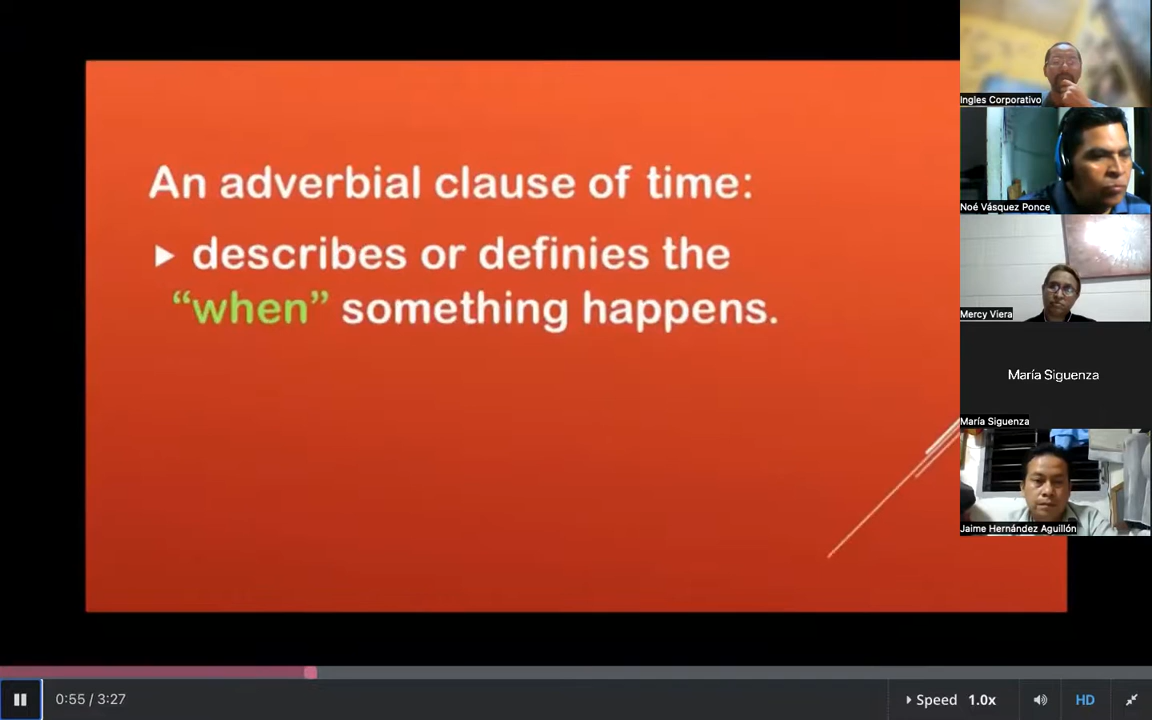 An adverbial clause of time:
describes or definies the
“when” something happens.
Ingles Corporativo
Noé Vásquez Ponce
Mercy Viera
María Siguenza
María Siguenza
Jaime Hernández Aguillón
0:55 / 3:27
Speed 1.0x
HD